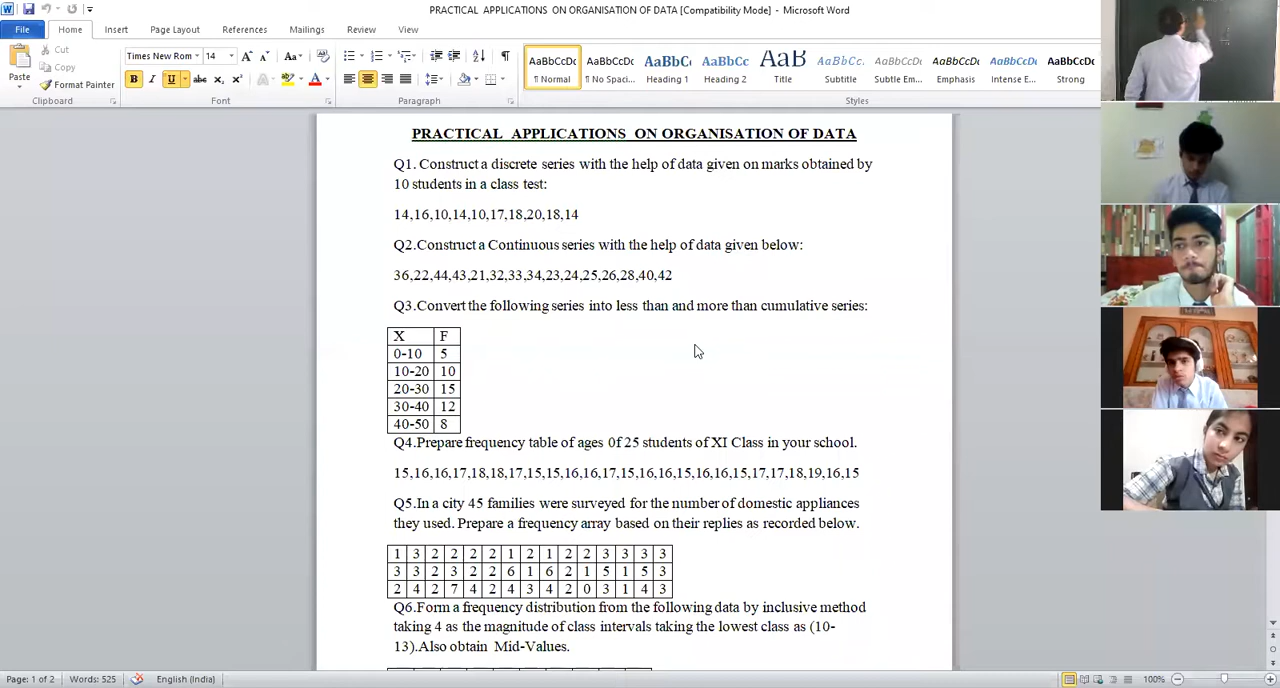 PRACTICAL APPLICATIONS ON ORGANISATION OF DATA [Compatibility Mode] - Microsoft Word
File Home Insert Page Layout References Mailings Review View
Cut
Copy
Format Painter
Paste
Clipboard
Times New Rom 14
B I U abc x₂ x²
Font
Paragraph
AaBbCcDc AaBbCcDc AaBbC AaBbCc AaB AaBbCc. AaBbCcDc AaBbCcDc AaBbCcDc AaBbCcDc
¶ Normal ¶ No Spaci... Heading 1 Heading 2 Title Subtitle Subtle Em... Emphasis Intense E... Strong
Styles
PRACTICAL APPLICATIONS ON ORGANISATION OF DATA
Q1. Construct a discrete series with the help of data given on marks obtained by
10 students in a class test:
14,16,10,14,10,17,18,20,18,14
Q2.Construct a Continuous series with the help of data given below:
36,22,44,43,21,32,33,34,23,24,25,26,28,40,42
Q3.Convert the following series into less than and more than cumulative series:
X F
0-10 5
10-20 10
20-30 15
30-40 12
40-50 8
Q4.Prepare frequency table of ages 0f 25 students of XI Class in your school.
15,16,16,17,18,18,17,15,15,16,16,17,15,16,16,15,16,16,15,17,17,18,19,16,15
Q5.In a city 45 families were surveyed for the number of domestic appliances
they used. Prepare a frequency array based on their replies as recorded below.
1 3 2 2 2 2 1 2 1 2 2 3 3 3 3
3 3 2 3 2 2 6 1 6 2 1 5 1 5 3
2 4 2 7 4 2 4 3 4 2 0 3 1 4 3
Q6.Form a frequency distribution from the following data by inclusive method
taking 4 as the magnitude of class intervals taking the lowest class as (10-
13).Also obtain Mid-Values.
Page: 1 of 2 Words: 525 English (India) 100%